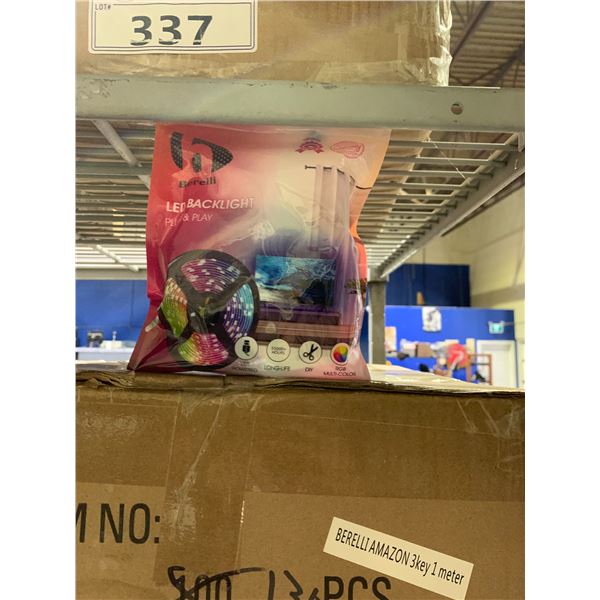 LOT#
337
Berelli
LED BACKLIGHT
& PLAY
LONG-LIFE
DIY
RGB
MULTI-COLOR
NO:
BERELLI AMAZON 3key 1 meter
PCS